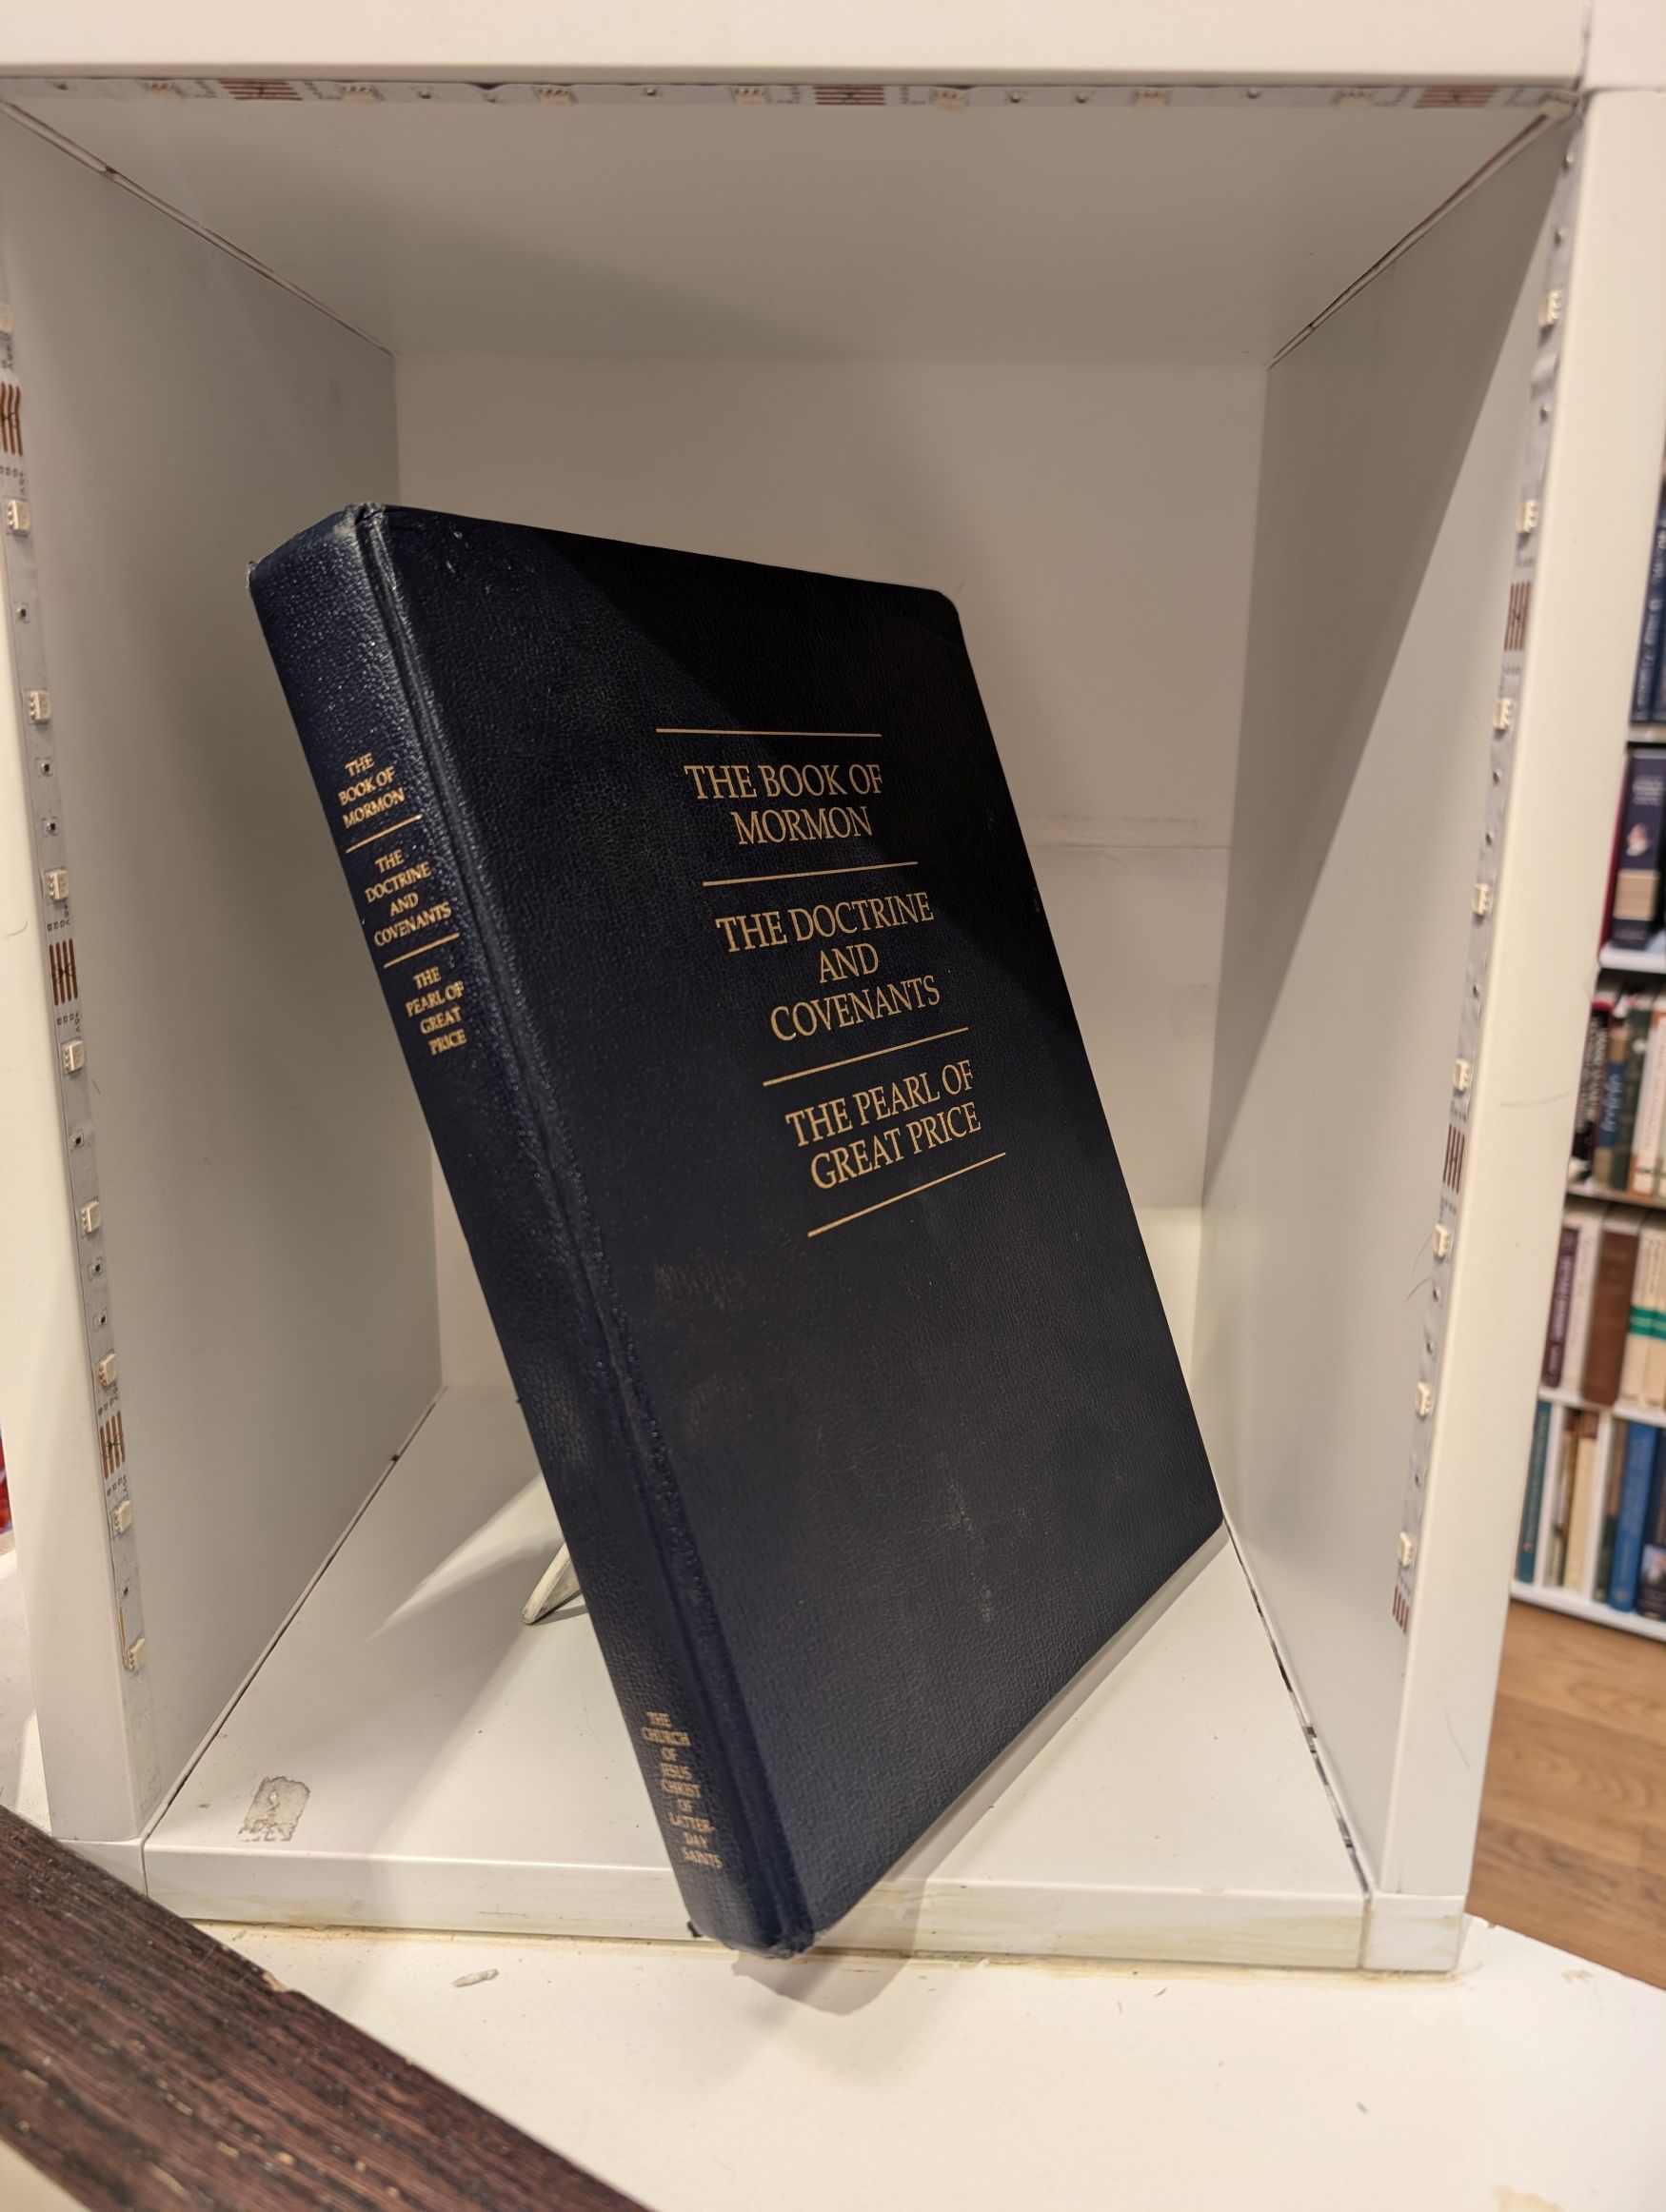 THE
BOOK OF
MORMON
THE
DOCTRINE
AND
COVENANTS
THE
PEARL OF
GREAT
PRICE
THE
CHURCH
OF
JESUS
CHRIST
OF
LATTER-
DAY
SAINTS
THE BOOK OF
MORMON
THE DOCTRINE
AND
COVENANTS
THE PEARL OF
GREAT PRICE